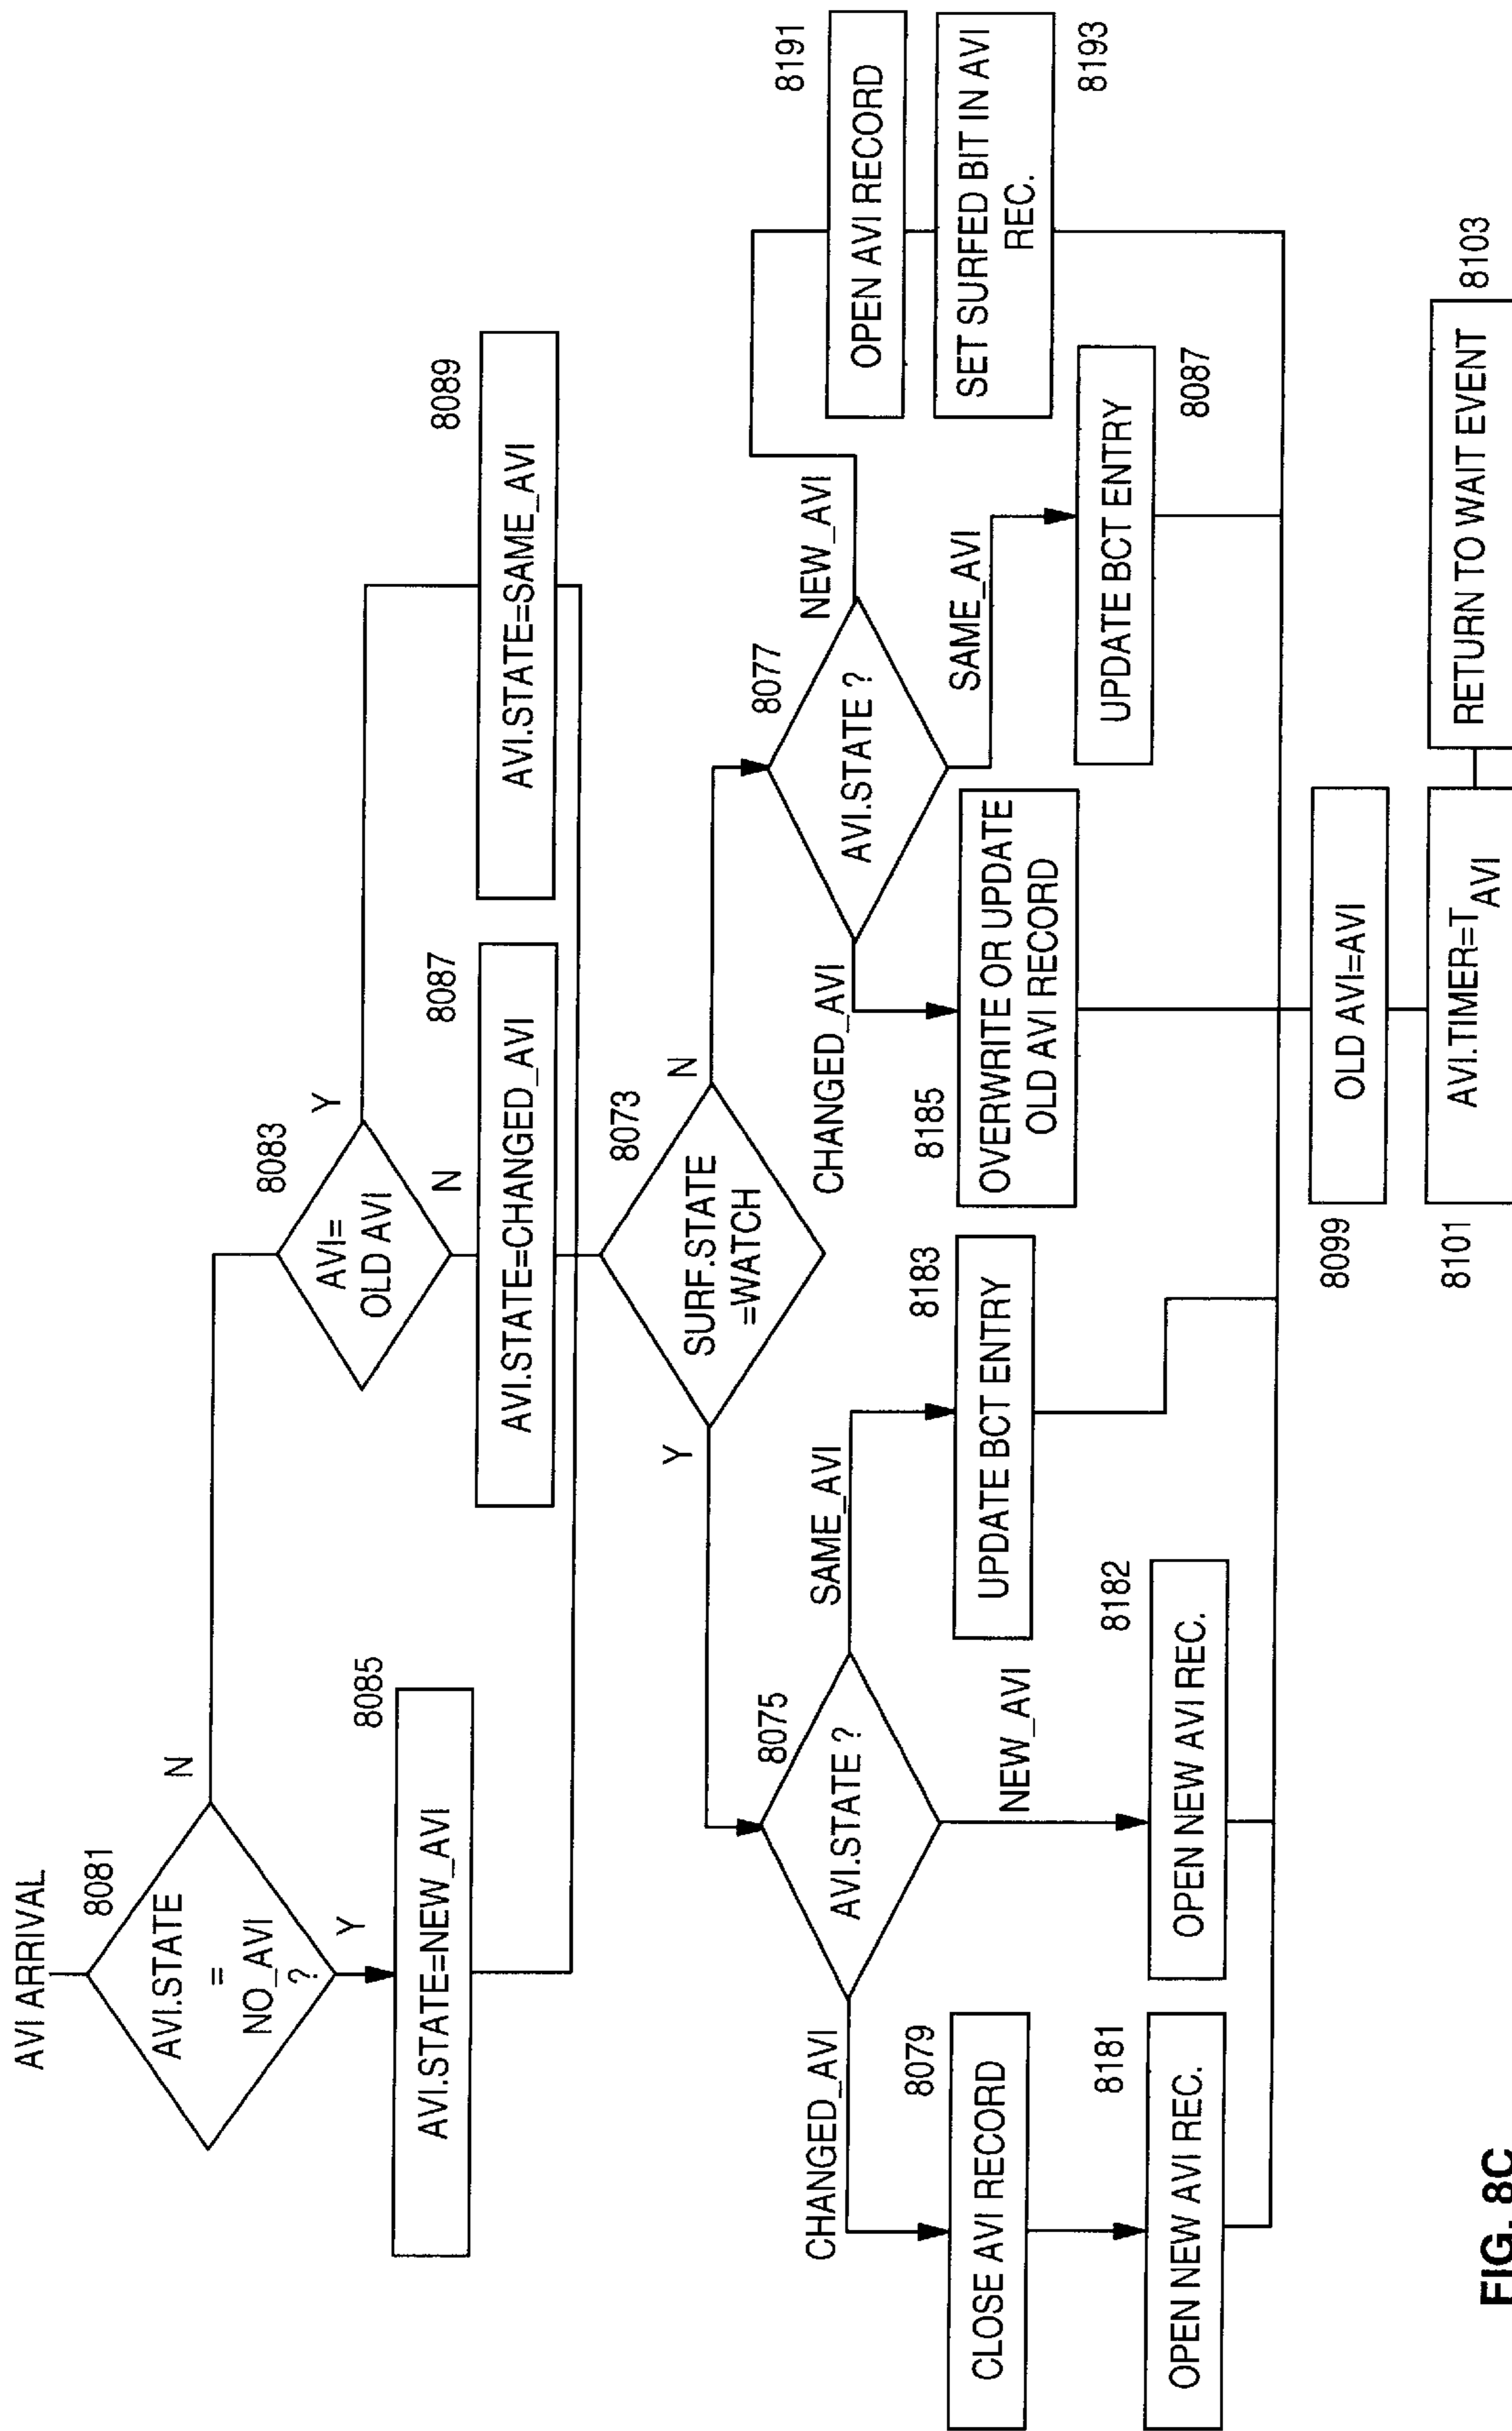 AVI ARRIVAL
8081
AVI.STATE
=
NO_AVI
?
N
Y
8083
AVI=
OLD AVI
Y
N
8085
AVI.STATE=NEW_AVI
8087
AVI.STATE=CHANGED_AVI
8089
AVI.STATE=SAME_AVI
8073
SURF.STATE
=WATCH
Y
N
8075
AVI.STATE ?
CHANGED_AVI
NEW_AVI
SAME_AVI
8079
CLOSE AVI RECORD
8181
OPEN NEW AVI REC.
8182
OPEN NEW AVI REC.
8183
UPDATE BCT ENTRY
8077
AVI.STATE ?
CHANGED_AVI
SAME_AVI
NEW_AVI
8185
OVERWRITE OR UPDATE
OLD AVI RECORD
UPDATE BCT ENTRY
8087
8191
OPEN AVI RECORD
SET SURFED BIT IN AVI
REC.
8193
8099
OLD AVI=AVI
8101
AVI.TIMER=T AVI
RETURN TO WAIT EVENT
8103
FIG. 8C